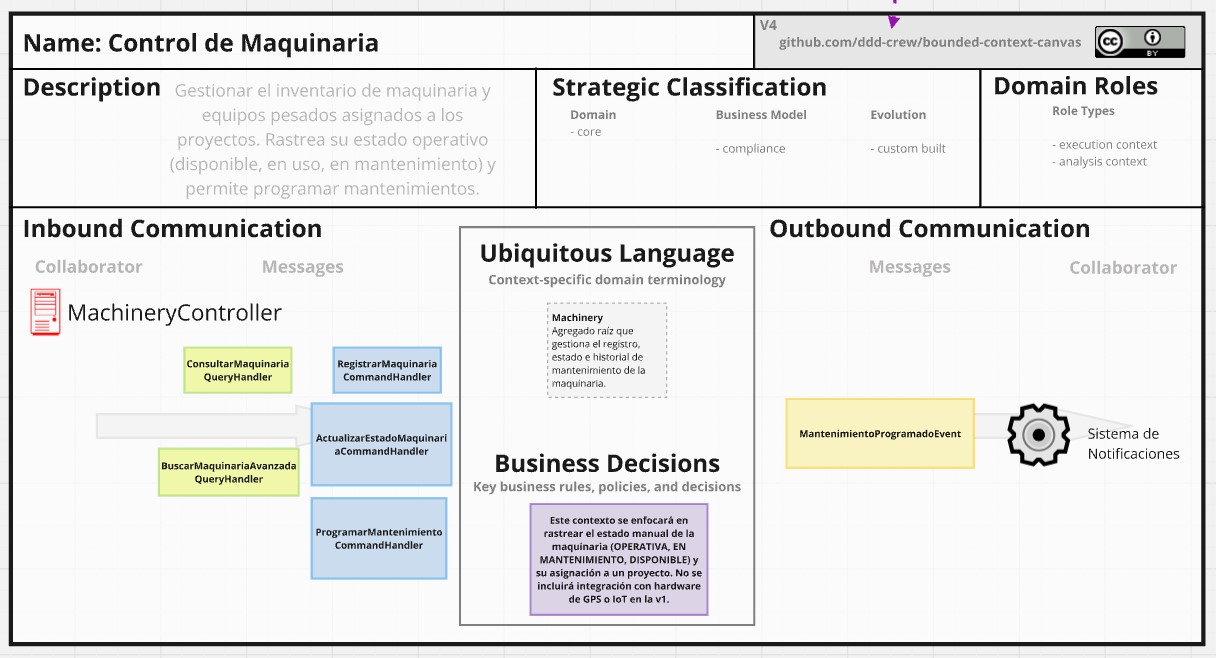 Name: Control de Maquinaria
V4
github.com/ddd-crew/bounded-context-canvas
cc
BY
Description
Gestionar el inventario de maquinaria y
equipos pesados asignados a los
proyectos. Rastrea su estado operativo
(disponible, en uso, en mantenimiento) y
permite programar mantenimientos.
Strategic Classification
Domain
- core
Business Model
- compliance
Evolution
- custom built
Domain Roles
Role Types
- execution context
- analysis context
Inbound Communication
Collaborator
Messages
MachineryController
ConsultarMaquinaria
QueryHandler
RegistrarMaquinaria
CommandHandler
ActualizarEstadoMaquinari
aCommandHandler
BuscarMaquinariaAvanzada
QueryHandler
ProgramarMantenimiento
CommandHandler
Ubiquitous Language
Context-specific domain terminology
Machinery
Agregado raíz que
gestiona el registro,
estado e historial de
mantenimiento de la
maquinaria.
Business Decisions
Key business rules, policies, and decisions
Este contexto se enfocará en
rastrear el estado manual de la
maquinaria (OPERATIVA, EN
MANTENIMIENTO, DISPONIBLE) y
su asignación a un proyecto. No se
incluirá integración con hardware
de GPS o IoT en la v1.
Outbound Communication
Messages
Collaborator
MantenimientoProgramadoEvent
Sistema de
Notificaciones